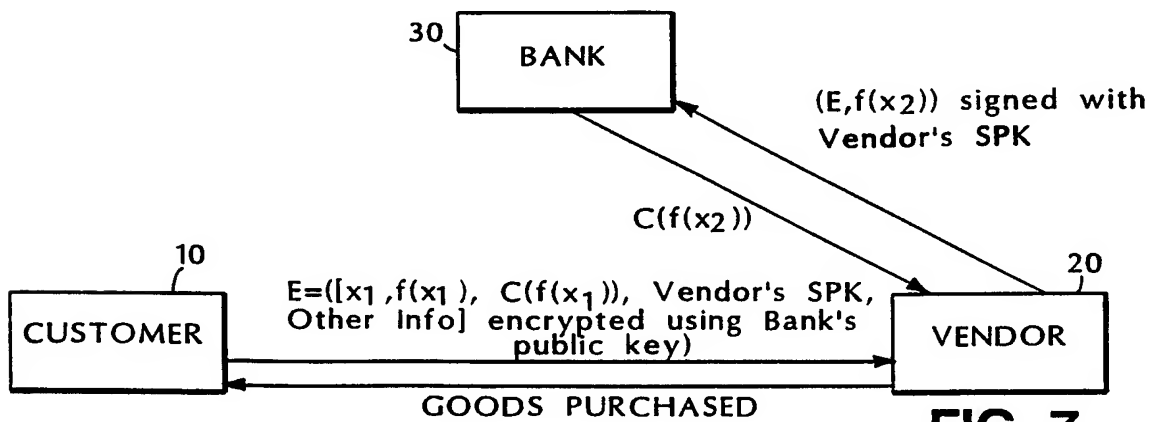 30
BANK
(E,f(x2)) signed with
Vendor's SPK
C(f(x2))
10
CUSTOMER
E=([x1,f(x1), C(f(x1)), Vendor's SPK,
Other Info] encrypted using Bank's
public key)
20
VENDOR
GOODS PURCHASED